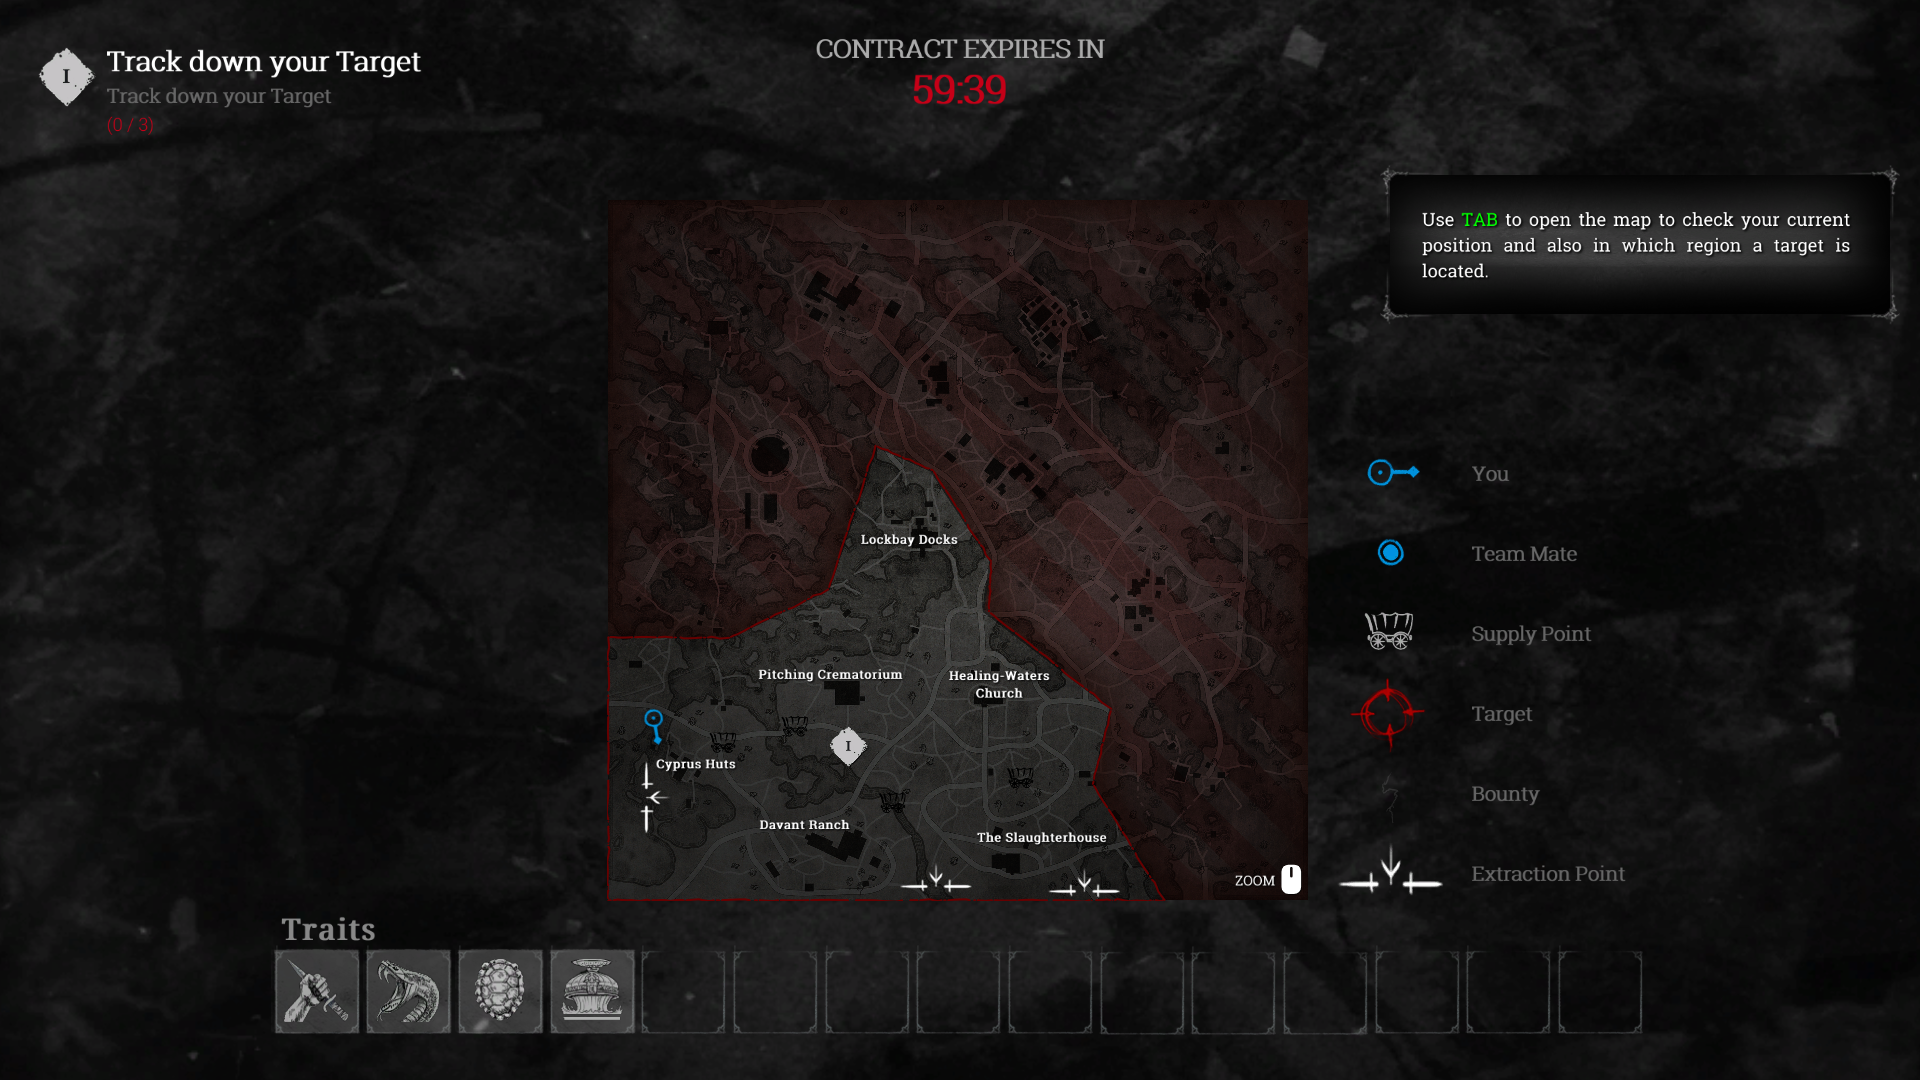 I
Track down your Target
Track down your Target
(0 / 3)
CONTRACT EXPIRES IN
59:39
Use TAB to open the map to check your current
position and also in which region a target is
located.
Lockbay Docks
Pitching Crematorium
Healing-Waters
Church
I
Cyprus Huts
Davant Ranch
The Slaughterhouse
ZOOM
You
Team Mate
Supply Point
Target
Bounty
Extraction Point
Traits